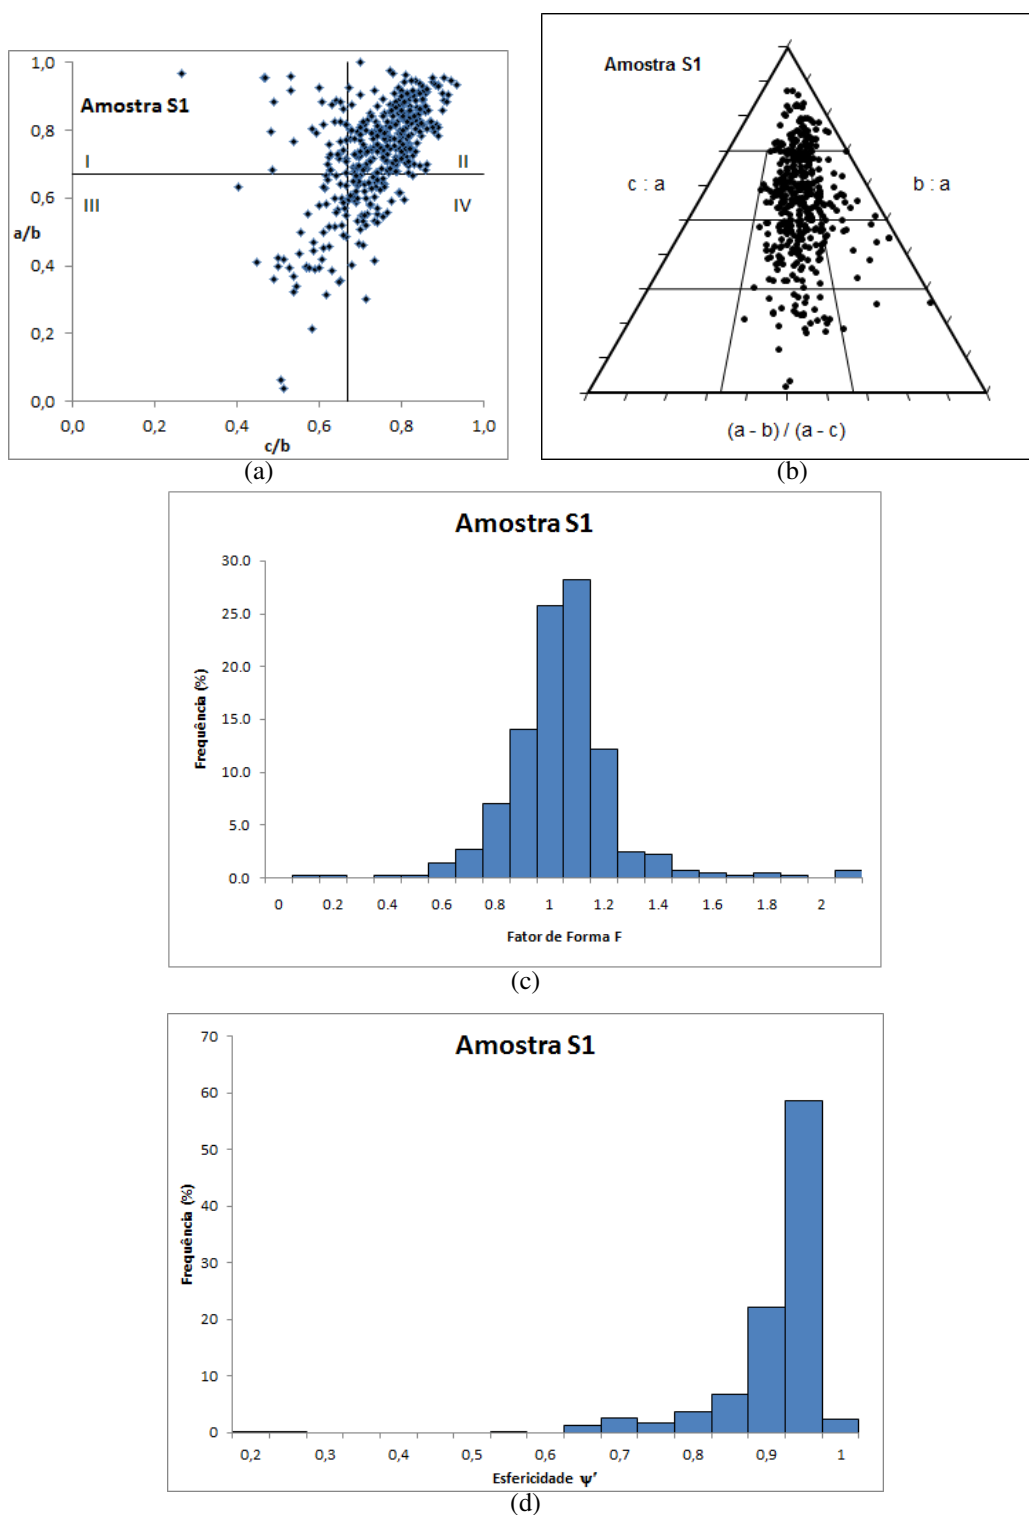 1,0
0,8
0,6
0,4
0,2
0,0
Amostra S1
I
II
III
IV
a/b
0,0 0,2 0,4 0,6 0,8 1,0
c/b
(a)
Amostra S1
c : a
b : a
(a - b) / (a - c)
(b)
Amostra S1
30.0
25.0
20.0
15.0
10.0
5.0
0.0
Frequência (%)
0 0.2 0.4 0.6 0.8 1 1.2 1.4 1.6 1.8 2
Fator de Forma F
(c)
Amostra S1
70
60
50
40
30
20
10
0
Frequência (%)
0,2 0,3 0,4 0,5 0,6 0,7 0,8 0,9 1
Esfericidade ψ'
(d)